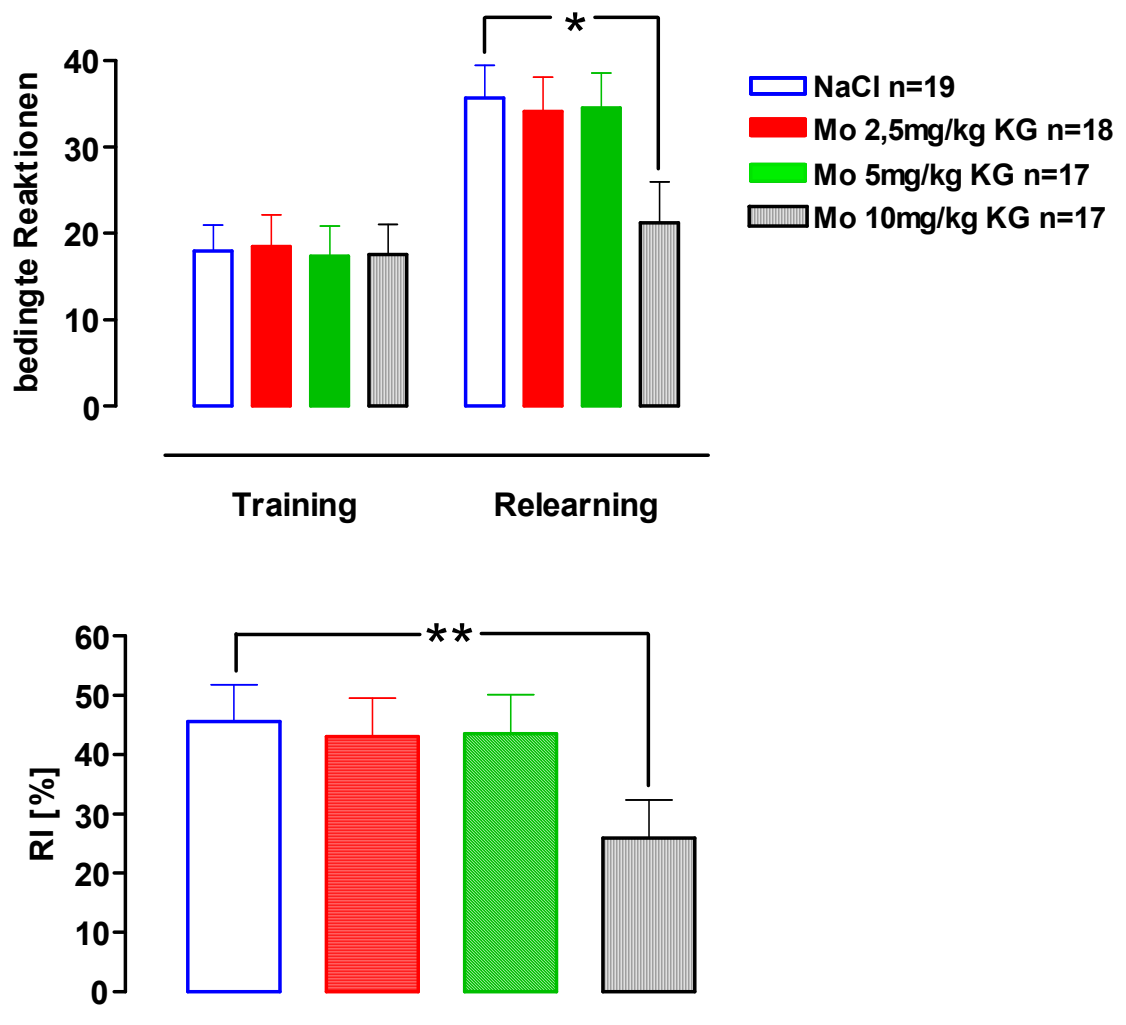 *
40
30
20
10
0
bedingte Reaktionen
NaCl n=19
Mo 2,5mg/kg KG n=18
Mo 5mg/kg KG n=17
Mo 10mg/kg KG n=17
Training Relearning
**
60
50
40
30
20
10
0
RI [%]